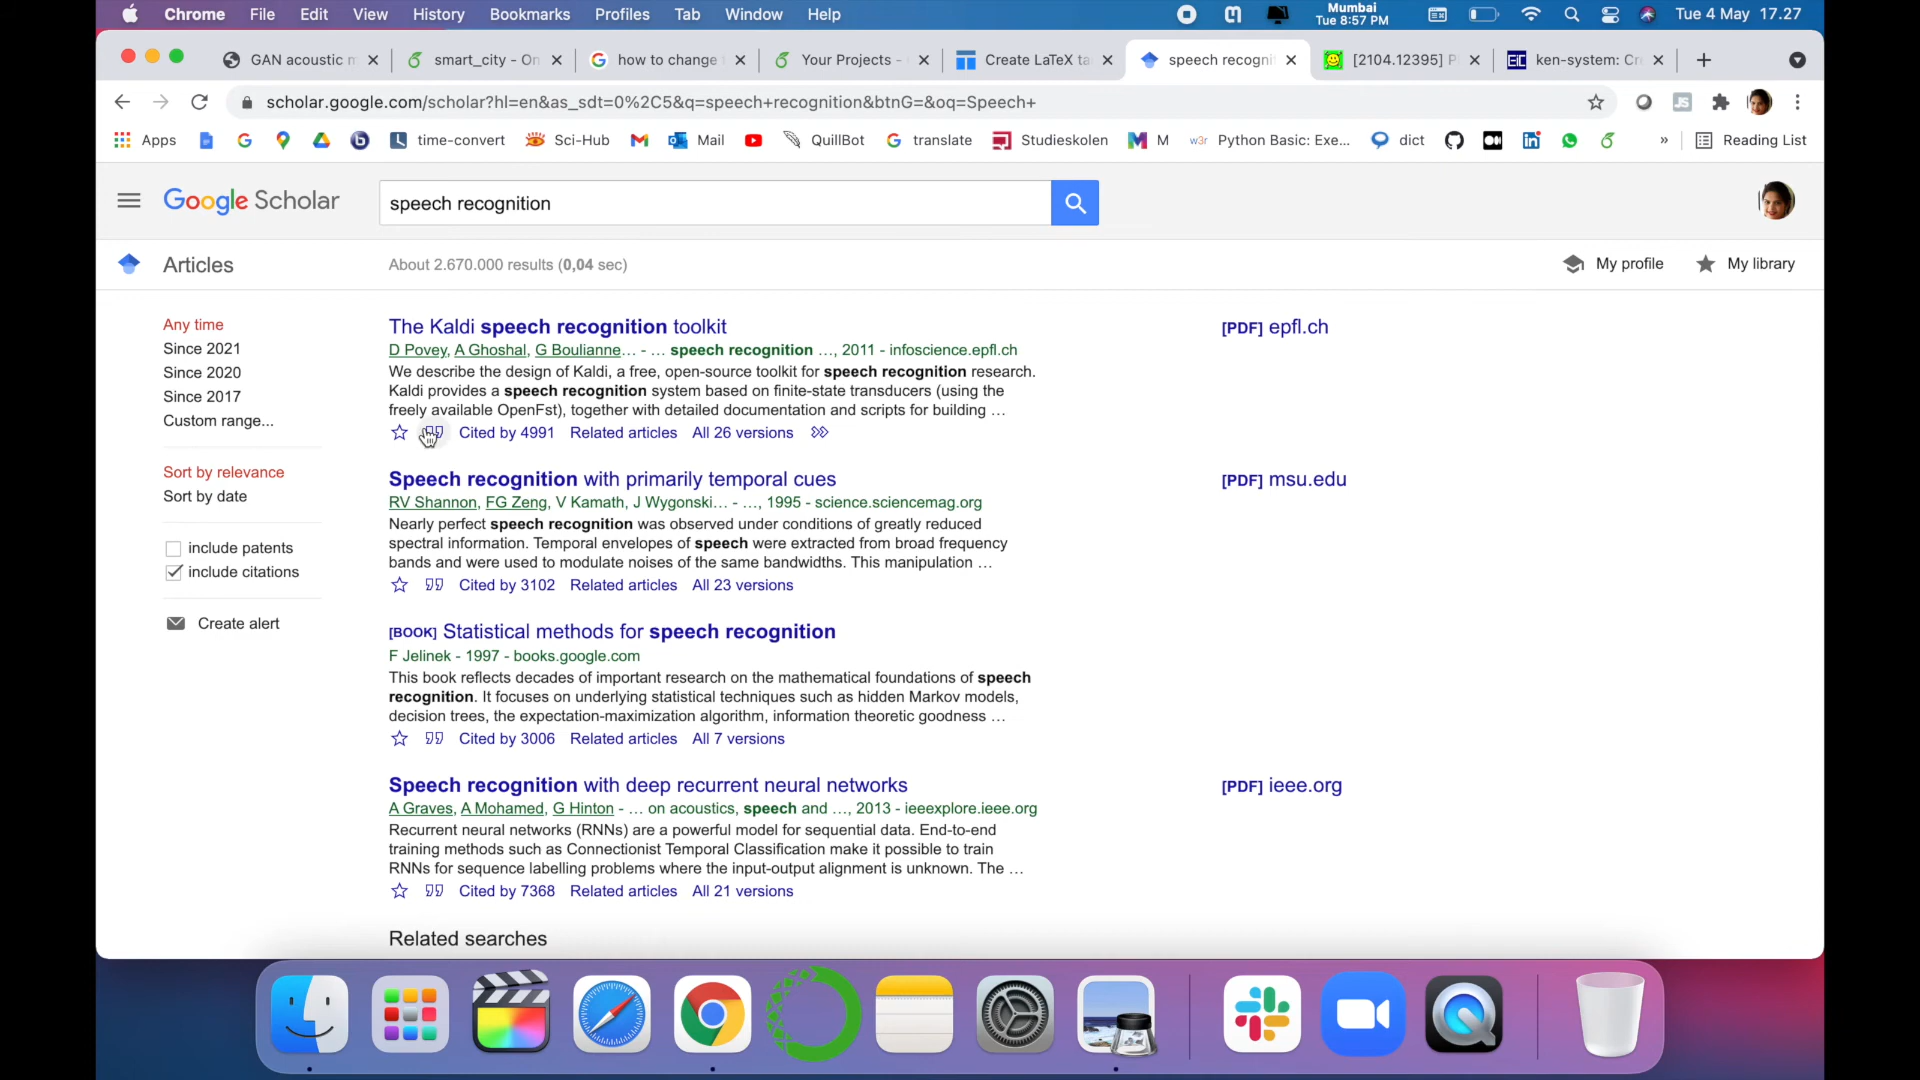 Chrome File Edit View History Bookmarks Profiles Tab Window Help Mumbai Tue 8:57 PM Tue 4 May 17.27
GAN acoustic m smart_city - On how to change Your Projects - Create LaTeX ta speech recogni [2104.12395] P ken-system: Cr
scholar.google.com/scholar?hl=en&as_sdt=0%2C5&q=speech+recognition&btnG=&oq=Speech+
Apps time-convert Sci-Hub Mail QuillBot translate Studieskolen M Python Basic: Exe... dict » Reading List
Google Scholar speech recognition
Articles About 2.670.000 results (0,04 sec) My profile My library
Any time
Since 2021
Since 2020
Since 2017
Custom range...
Sort by relevance
Sort by date
include patents
include citations
Create alert
The Kaldi speech recognition toolkit [PDF] epfl.ch
D Povey, A Ghoshal, G Boulianne... - ... speech recognition ..., 2011 - infoscience.epfl.ch
We describe the design of Kaldi, a free, open-source toolkit for speech recognition research.
Kaldi provides a speech recognition system based on finite-state transducers (using the
freely available OpenFst), together with detailed documentation and scripts for building ...
Cited by 4991 Related articles All 26 versions
Speech recognition with primarily temporal cues [PDF] msu.edu
RV Shannon, FG Zeng, V Kamath, J Wygonski... - ..., 1995 - science.sciencemag.org
Nearly perfect speech recognition was observed under conditions of greatly reduced
spectral information. Temporal envelopes of speech were extracted from broad frequency
bands and were used to modulate noises of the same bandwidths. This manipulation ...
Cited by 3102 Related articles All 23 versions
[BOOK] Statistical methods for speech recognition
F Jelinek - 1997 - books.google.com
This book reflects decades of important research on the mathematical foundations of speech
recognition. It focuses on underlying statistical techniques such as hidden Markov models,
decision trees, the expectation-maximization algorithm, information theoretic goodness ...
Cited by 3006 Related articles All 7 versions
Speech recognition with deep recurrent neural networks [PDF] ieee.org
A Graves, A Mohamed, G Hinton - ... on acoustics, speech and ..., 2013 - ieeexplore.ieee.org
Recurrent neural networks (RNNs) are a powerful model for sequential data. End-to-end
training methods such as Connectionist Temporal Classification make it possible to train
RNNs for sequence labelling problems where the input-output alignment is unknown. The ...
Cited by 7368 Related articles All 21 versions
Related searches